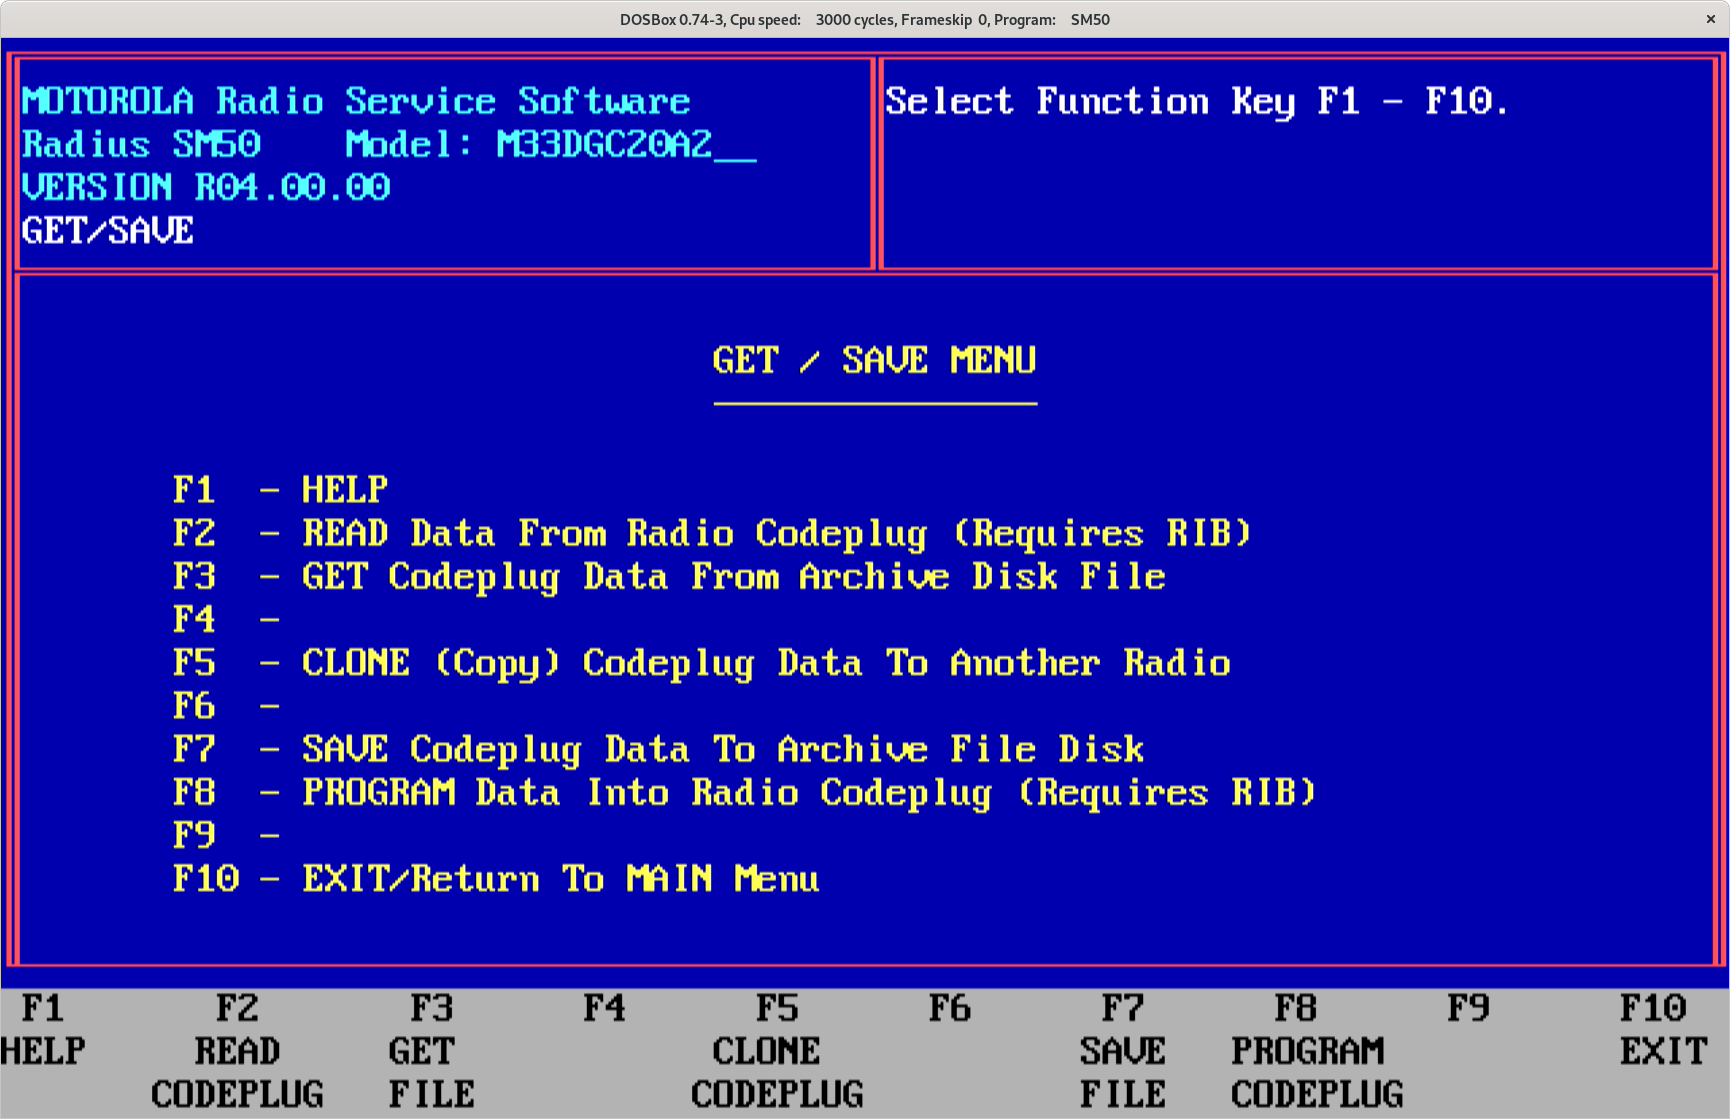 DOSBox 0.74-3, Cpu speed:    3000 cycles, Frameskip  0, Program:    SM50
×
MOTOROLA Radio Service Software
Radius SM50    Model: M33DGC20A2__
VERSION R04.00.00
GET/SAVE
Select Function Key F1 - F10.
GET / SAVE MENU
F1  - HELP
F2  - READ Data From Radio Codeplug (Requires RIB)
F3  - GET Codeplug Data From Archive Disk File
F4  -
F5  - CLONE (Copy) Codeplug Data To Another Radio
F6  -
F7  - SAVE Codeplug Data To Archive File Disk
F8  - PROGRAM Data Into Radio Codeplug (Requires RIB)
F9  -
F10 - EXIT/Return To MAIN Menu
F1 F2 F3 F4 F5 F6 F7 F8 F9 F10
HELP READ GET CLONE SAVE PROGRAM EXIT
CODEPLUG FILE CODEPLUG FILE CODEPLUG